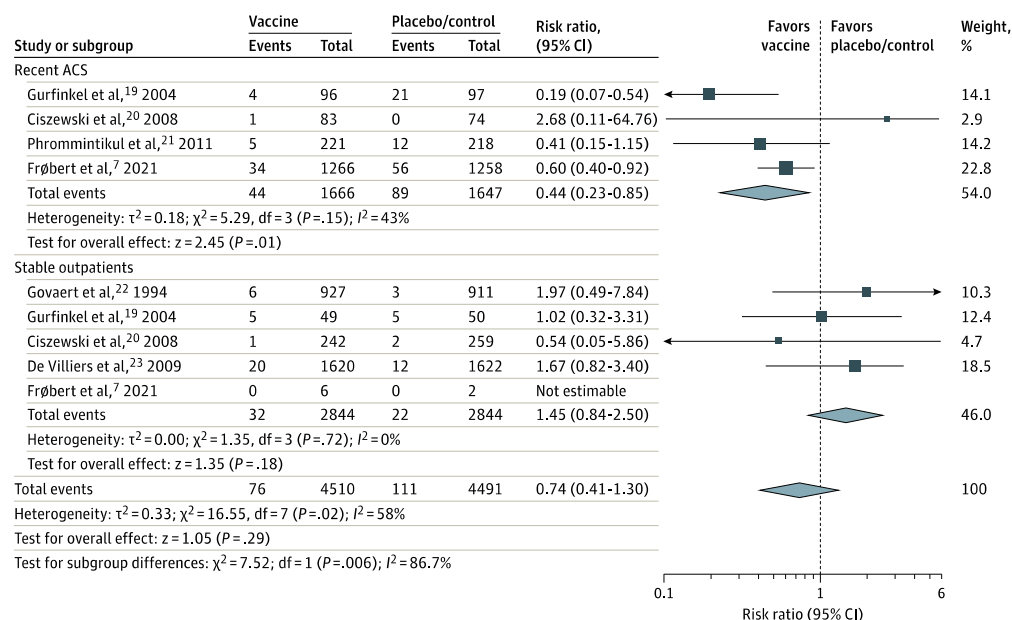 Vaccine Placebo/control Risk ratio, Favors Favors Weight,
Study or subgroup Events Total Events Total (95% CI) vaccine placebo/control %
Recent ACS
Gurfinkel et al,19 2004 4 96 21 97 0.19 (0.07-0.54) 14.1
Ciszewski et al,20 2008 1 83 0 74 2.68 (0.11-64.76) 2.9
Phrommintikul et al,21 2011 5 221 12 218 0.41 (0.15-1.15) 14.2
Frøbert et al,7 2021 34 1266 56 1258 0.60 (0.40-0.92) 22.8
Total events 44 1666 89 1647 0.44 (0.23-0.85) 54.0
Heterogeneity: τ2 = 0.18; χ2 = 5.29, df = 3 (P = .15); I2 = 43%
Test for overall effect: z = 2.45 (P = .01)
Stable outpatients
Govaert et al,22 1994 6 927 3 911 1.97 (0.49-7.84) 10.3
Gurfinkel et al,19 2004 5 49 5 50 1.02 (0.32-3.31) 12.4
Ciszewski et al,20 2008 1 242 2 259 0.54 (0.05-5.86) 4.7
De Villiers et al,23 2009 20 1620 12 1622 1.67 (0.82-3.40) 18.5
Frøbert et al,7 2021 0 6 0 2 Not estimable
Total events 32 2844 22 2844 1.45 (0.84-2.50) 46.0
Heterogeneity: τ2 = 0.00; χ2 = 1.35, df = 3 (P = .72); I2 = 0%
Test for overall effect: z = 1.35 (P = .18)
Total events 76 4510 111 4491 0.74 (0.41-1.30) 100
Heterogeneity: τ2 = 0.33; χ2 = 16.55, df = 7 (P = .02); I2 = 58%
Test for overall effect: z = 1.05 (P = .29)
Test for subgroup differences: χ2 = 7.52; df = 1 (P = .006); I2 = 86.7%
0.1 1 6
Risk ratio (95% CI)